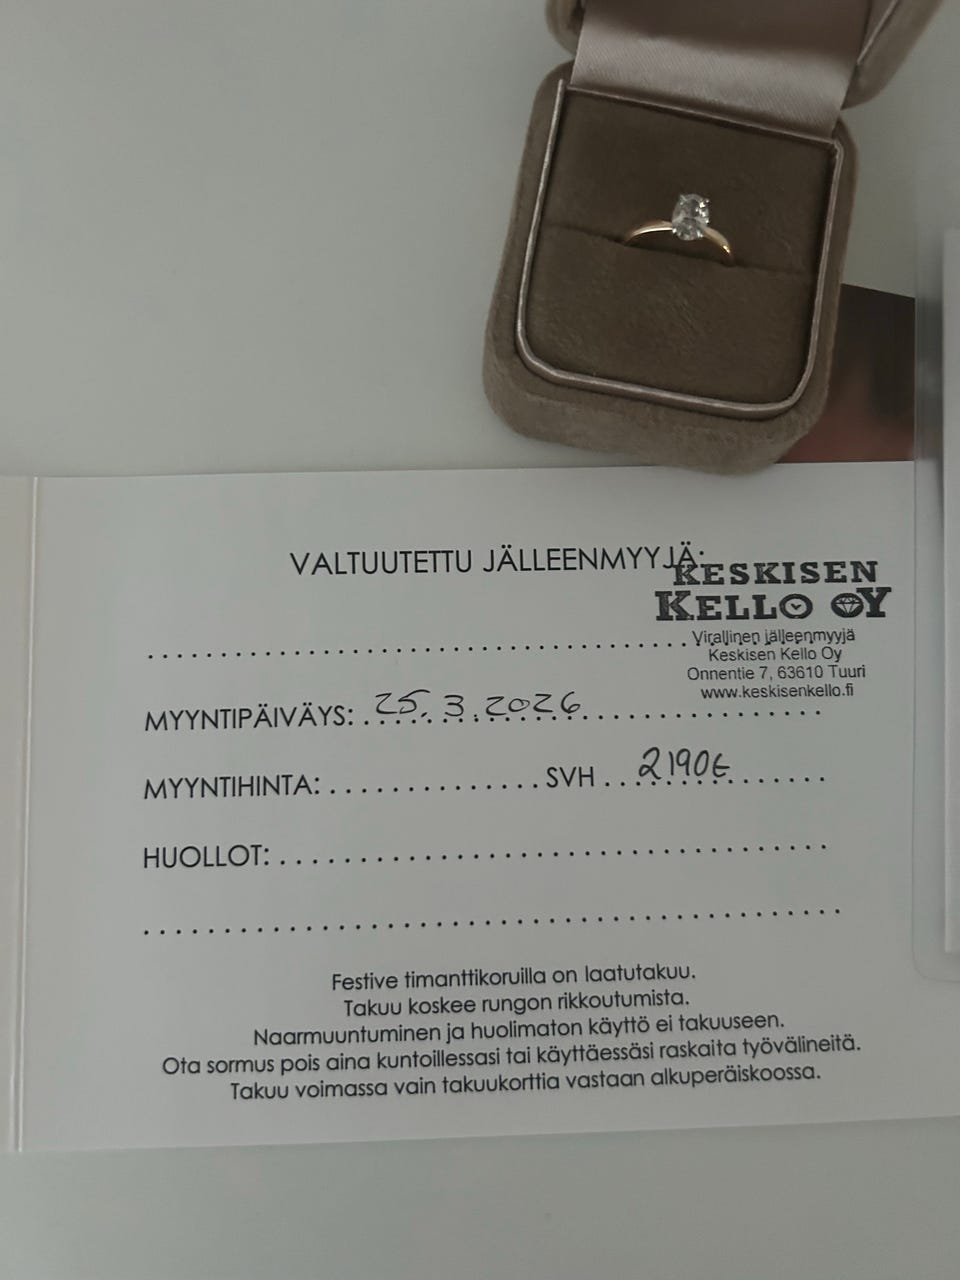 VALTUUTETTU JÄLLEENMYYJÄ:
KESKISEN
KELLO OY
Virallinen jälleenmyyjä
Keskisen Kello Oy
Onnentie 7, 63610 Tuuri
www.keskisenkello.fi
MYYNTIPÄIVÄYS: 25.3.2026
MYYNTIHINTA: SVH 2190€
HUOLLOT:
Festive timanttikoruilla on laatutakuu.
Takuu koskee rungon rikkoutumista.
Naarmuuntuminen ja huolimaton käyttö ei takuuseen.
Ota sormus pois aina kuntoillessasi tai käyttäessäsi raskaita työvälineitä.
Takuu voimassa vain takuukorttia vastaan alkuperäiskoossa.